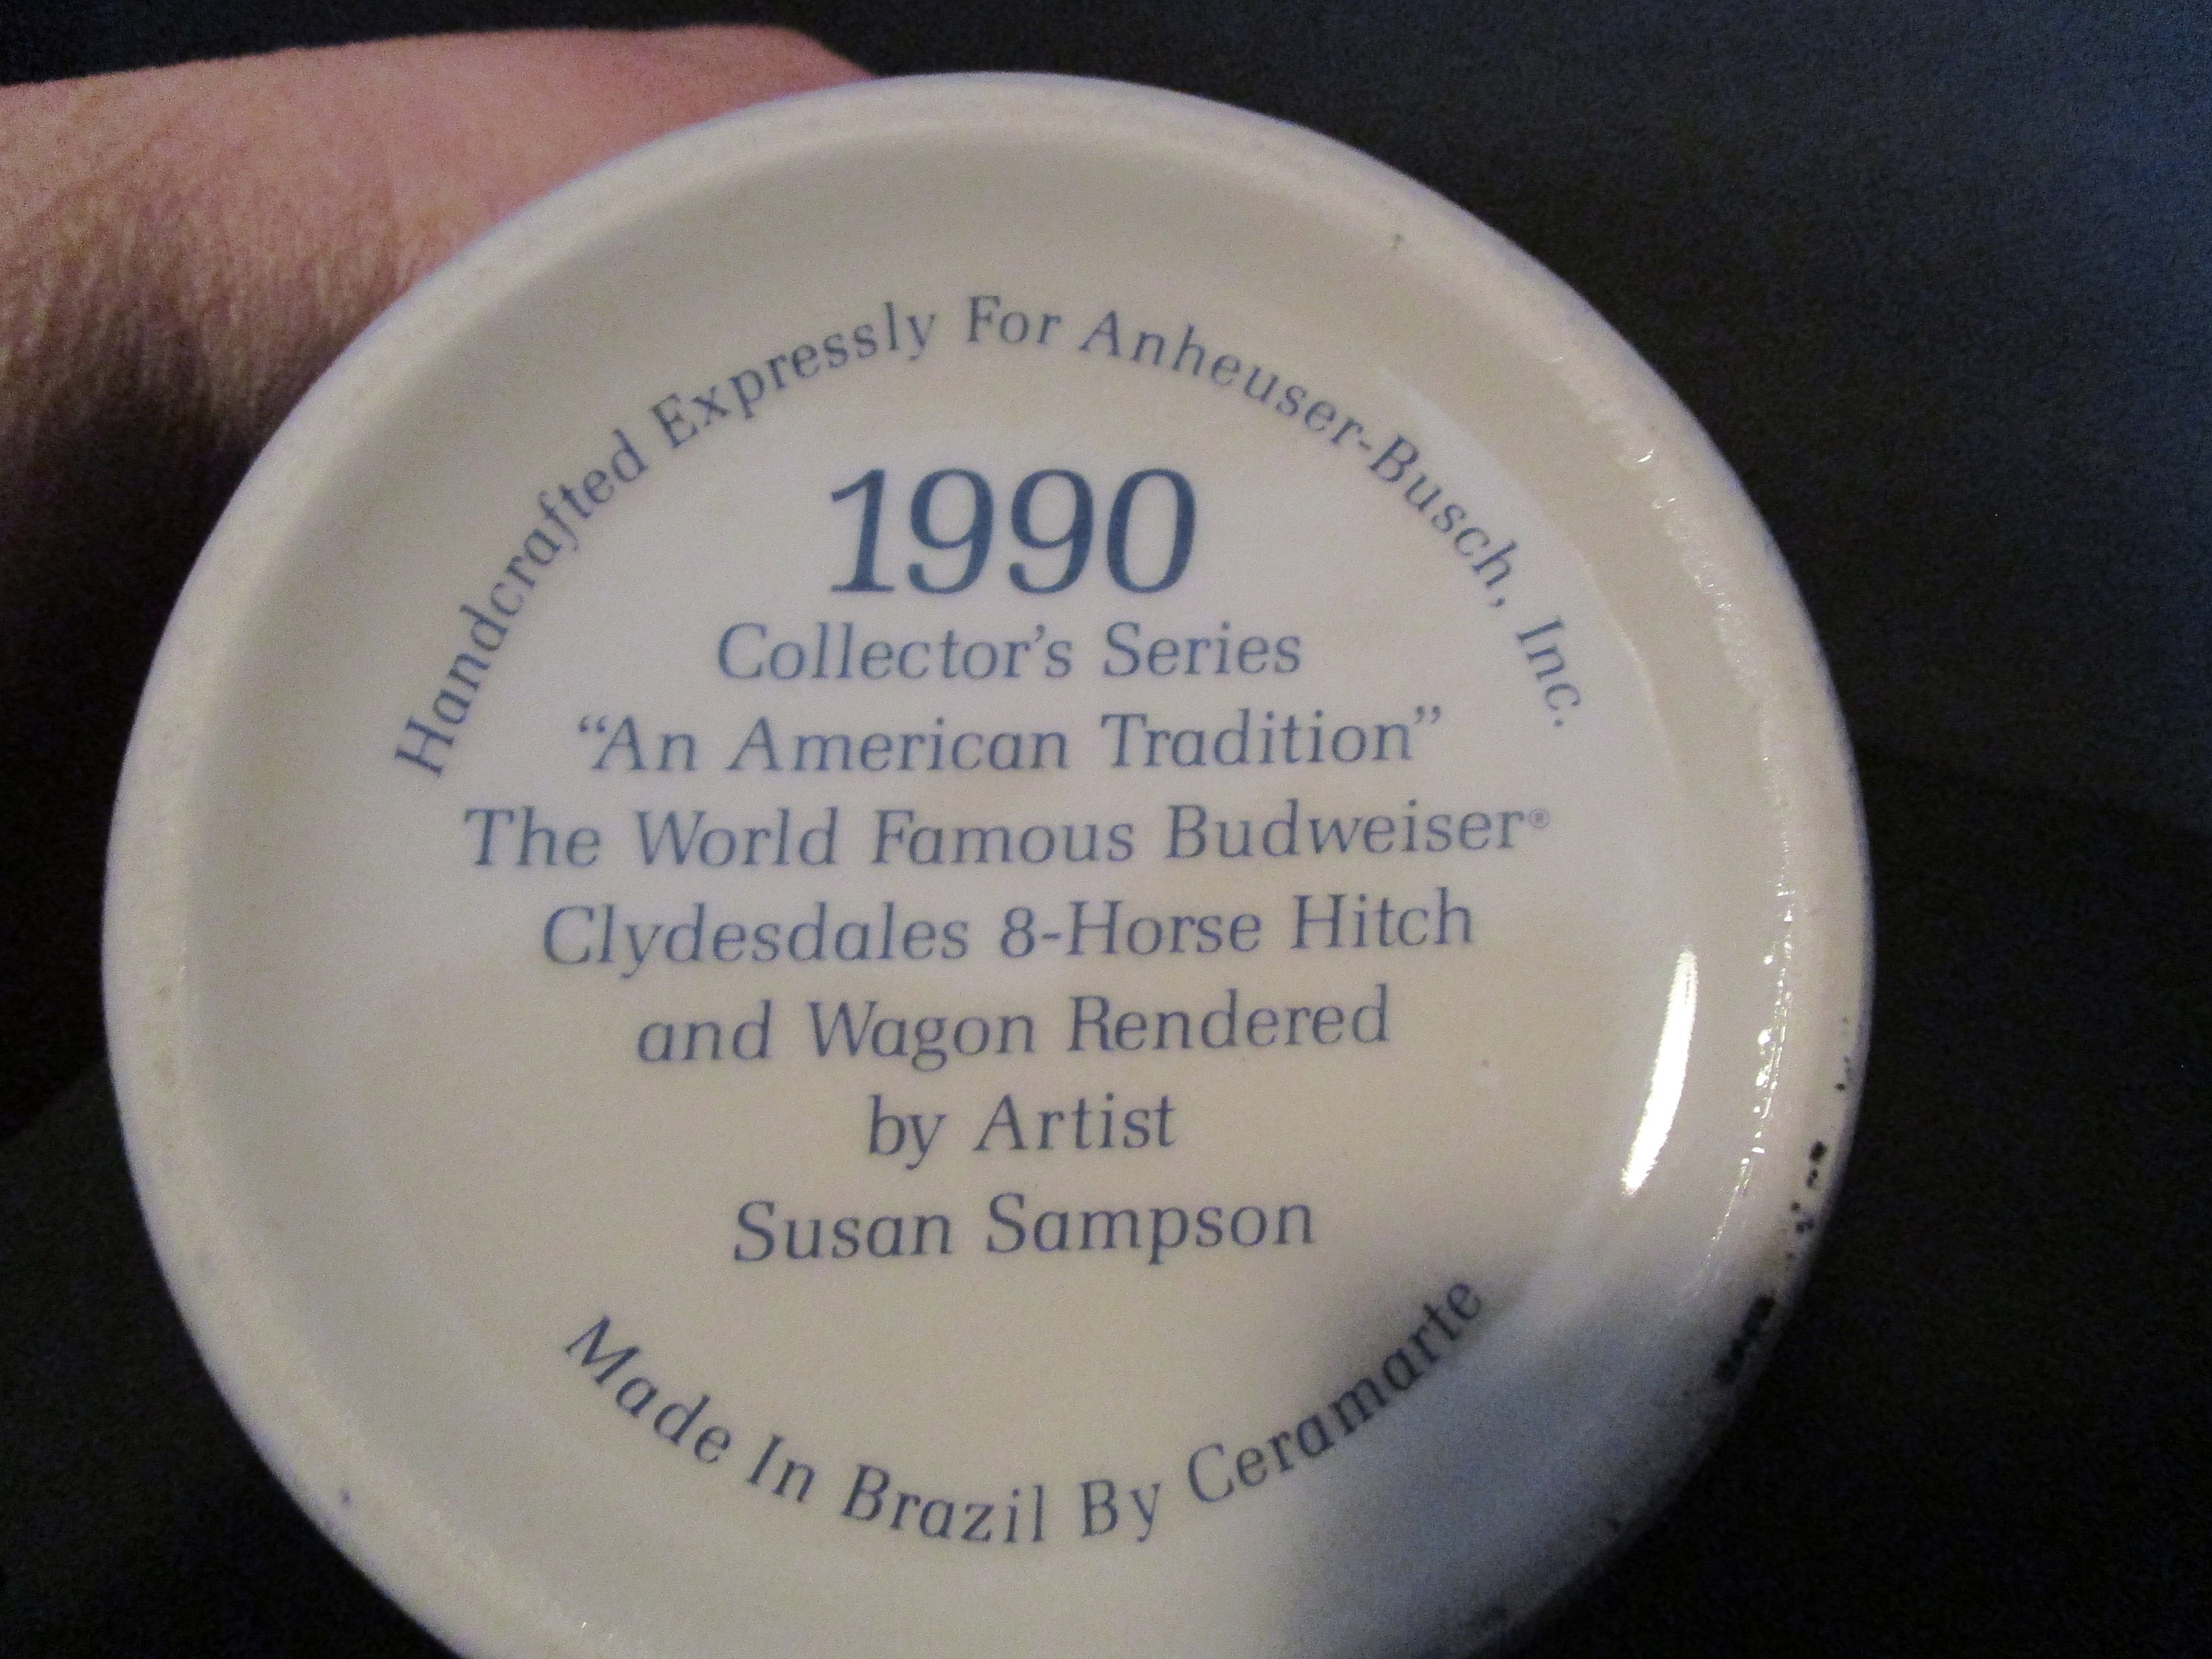 Handcrafted Expressly For Anheuser-Busch, Inc.
1990
Collector's Series
“An American Tradition”
The World Famous Budweiser®
Clydesdales 8-Horse Hitch
and Wagon Rendered
by Artist
Susan Sampson
Made In Brazil By Ceramarte